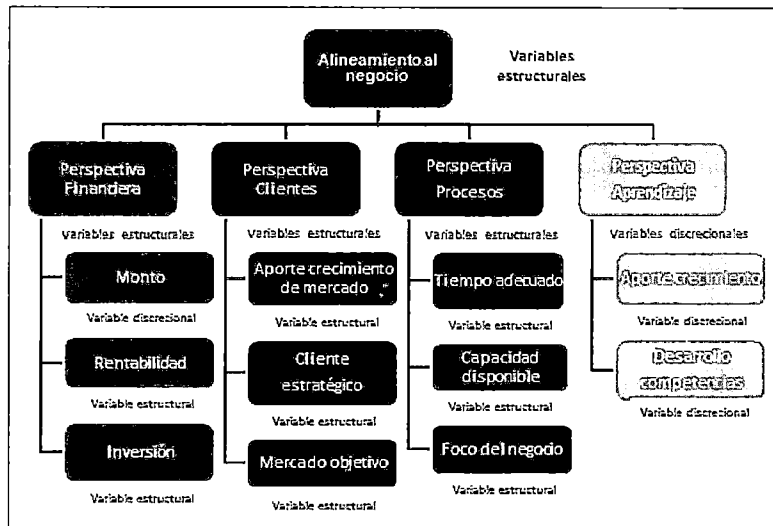 Alineamiento al
negocio
Variables
estructurales
Perspectiva
Financiera
Variables estructurales
Monto
Variable discrecional
Rentabilidad
Variable estructural
Inversión
Variable estructural
Perspectiva
Clientes
Variables estructurales
Aporte crecimiento
de mercado
Variable estructural
Cliente
estratégico
Variable estructural
Mercado objetivo
Variable estructural
Perspectiva
Procesos
Variables estructurales
Tiempo adecuado
Variable estructural
Capacidad
disponible
Variable estructural
Foco del negocio
Variable estructural
Perspectiva
Aprendizaje
Variables discrecionales
Aporte crecimiento
Variable discrecional
Desarrollo
competencias
Variable discrecional